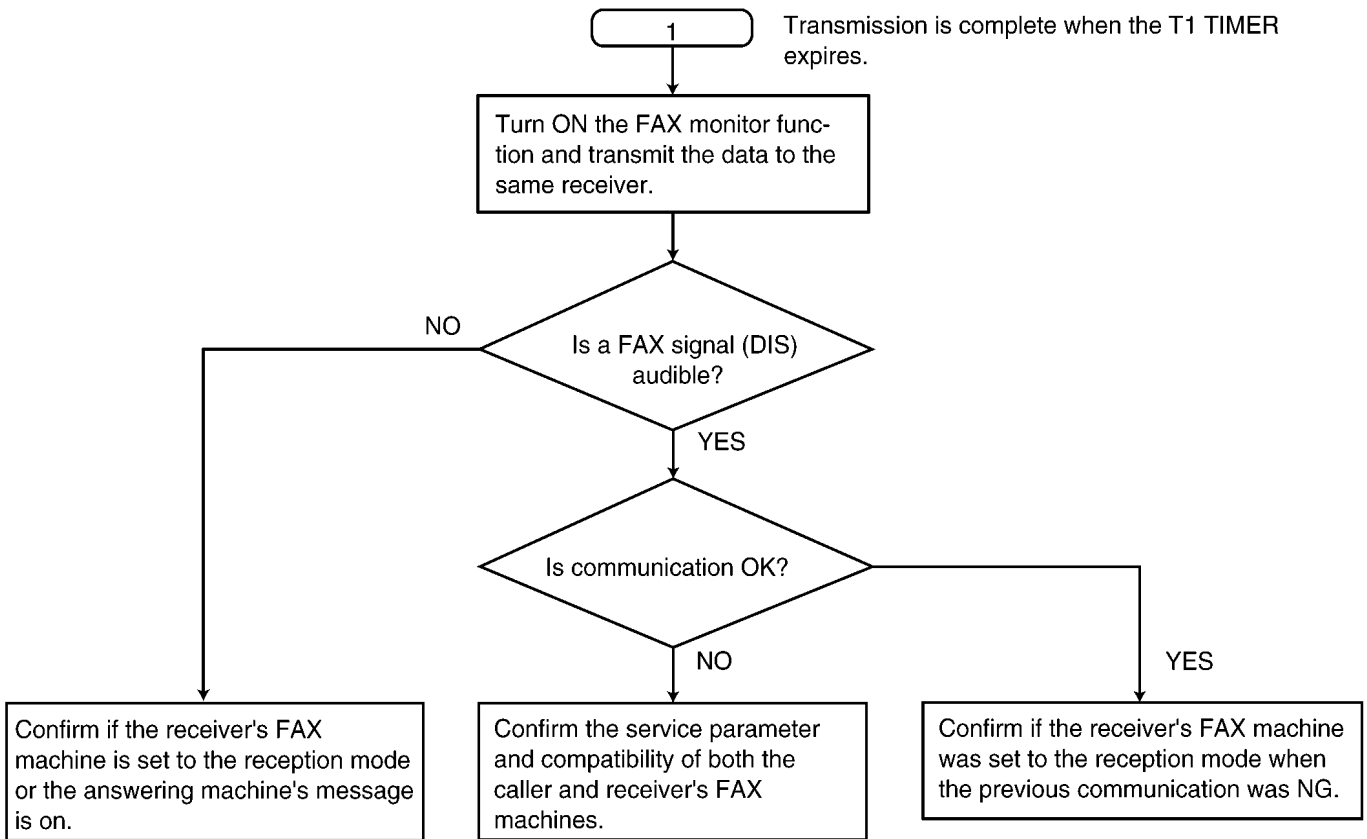 1
Transmission is complete when the T1 TIMER
expires.
Turn ON the FAX monitor func-
tion and transmit the data to the
same receiver.
NO
Is a FAX signal (DIS)
audible?
YES
Is communication OK?
NO
YES
Confirm if the receiver's FAX
machine is set to the reception mode
or the answering machine's message
is on.
Confirm the service parameter
and compatibility of both the
caller and receiver's FAX
machines.
Confirm if the receiver's FAX machine
was set to the reception mode when
the previous communication was NG.